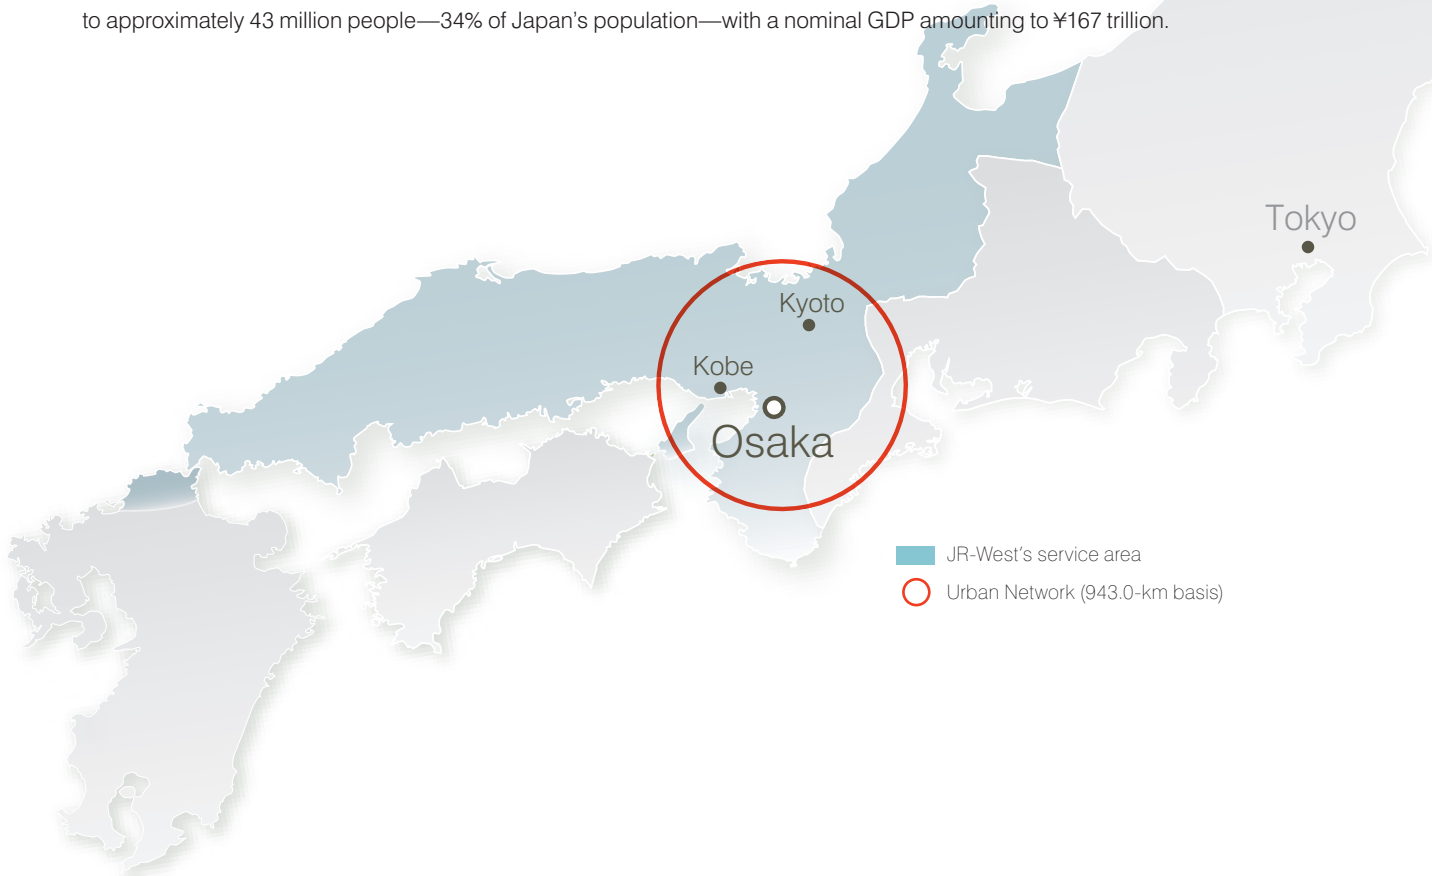 to approximately 43 million people—34% of Japan’s population—with a nominal GDP amounting to ¥167 trillion.
Tokyo
Kyoto
Kobe
Osaka
JR-West’s service area
Urban Network (943.0-km basis)